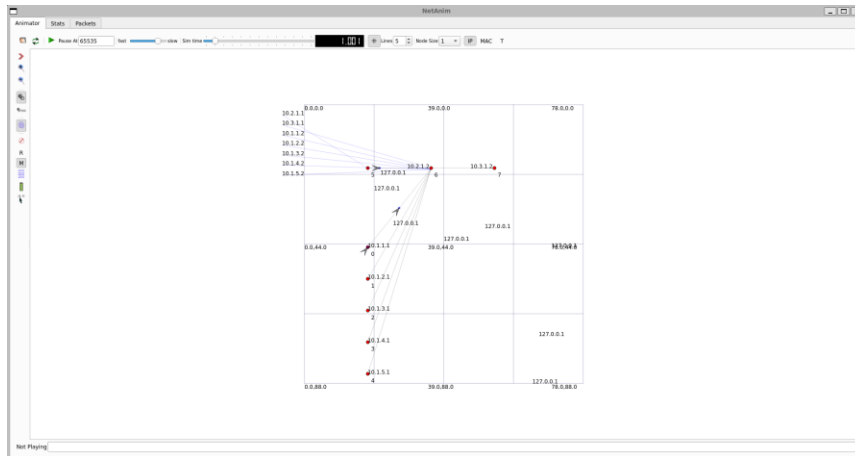 NetAnim
Animator Stats Packets
Pause At 65535 fast slow Sim time 1.001 Lines 5 Node Size 1 IP MAC T
R
M
0.0,0.0 39.0,0.0 78.0,0.0
10.2.1.1
10.3.1.1
10.1.1.2
10.1.2.2
10.1.3.2
10.1.4.2
10.1.5.2
10.2.1.2 10.3.1.2
5 127.0.0.1 6 7
127.0.0.1
127.0.0.1 127.0.0.1
127.0.0.1
0.0,44.0 10.1.1.1 39.0,44.0
0
10.1.2.1
1
10.1.3.1
2
127.0.0.1
10.1.4.1
3
10.1.5.1
4 127.0.0.1
0.0,88.0 39.0,88.0 78.0,88.0
Not Playing